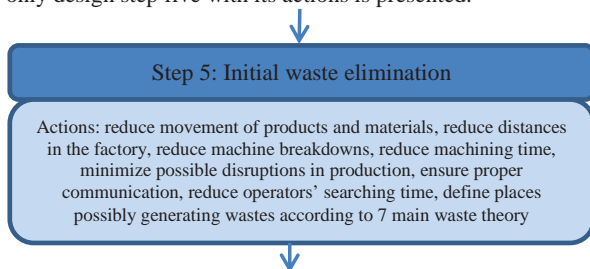 only design step five with its actions is presented.
Step 5: Initial waste elimination
Actions: reduce movement of products and materials, reduce distances
in the factory, reduce machine breakdowns, reduce machining time,
minimize possible disruptions in production, ensure proper
communication, reduce operators’ searching time, define places
possibly generating wastes according to 7 main waste theory